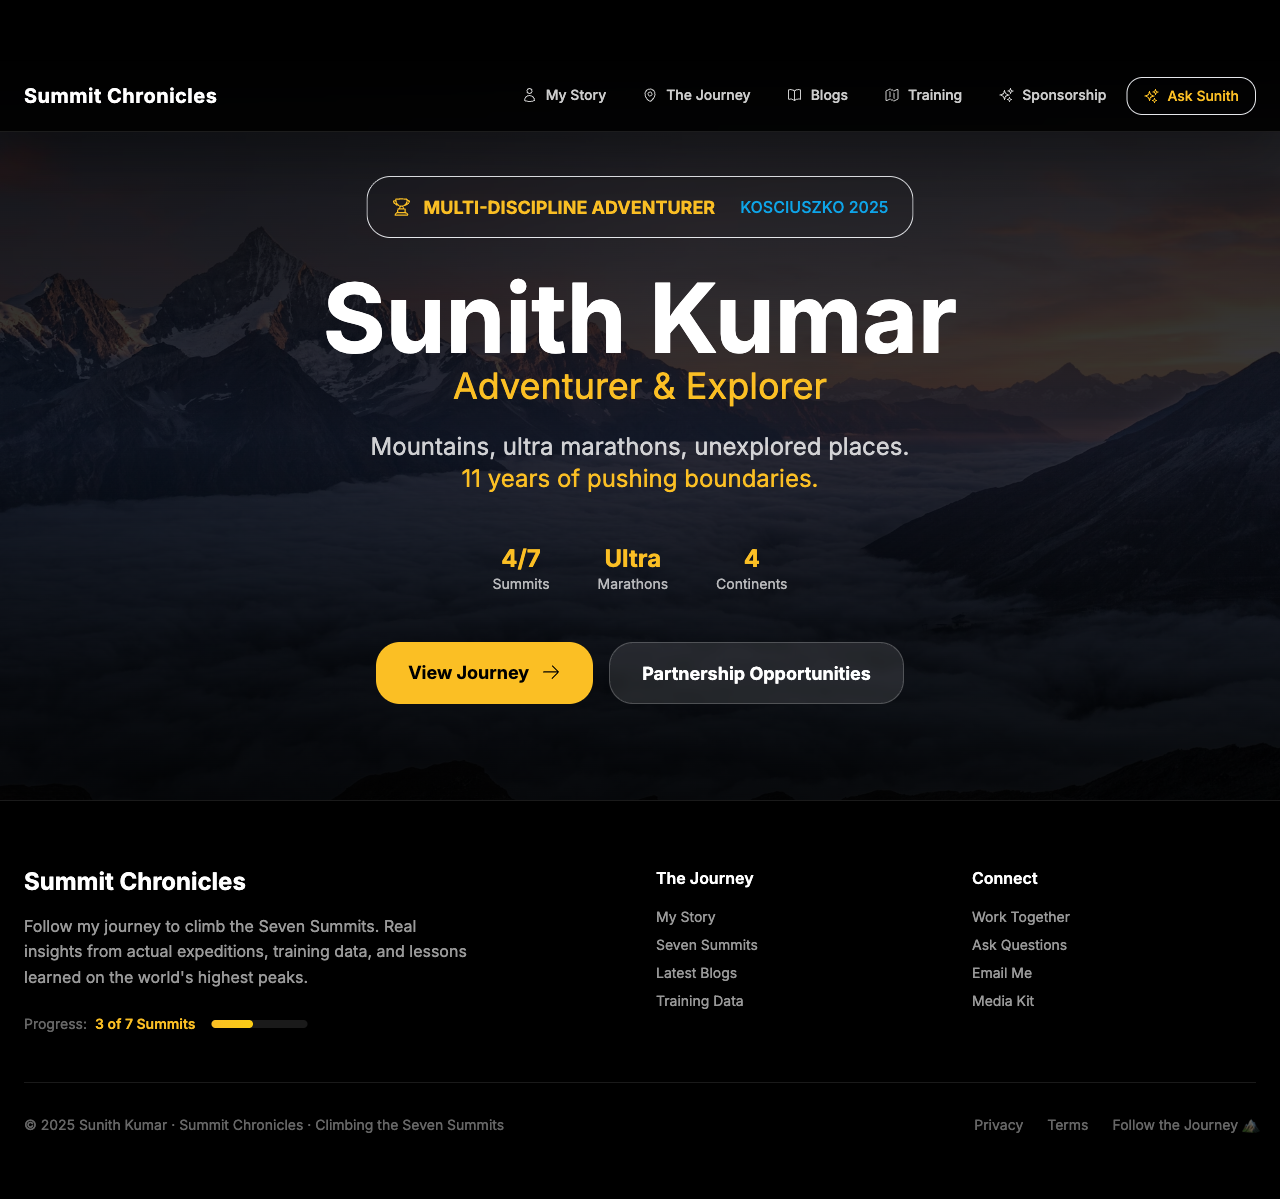 Summit Chronicles
My Story
The Journey
Blogs
Training
Sponsorship
Ask Sunith
MULTI-DISCIPLINE ADVENTURER KOSCIUSZKO 2025
Sunith Kumar
Adventurer & Explorer
Mountains, ultra marathons, unexplored places.
11 years of pushing boundaries.
4/7
Summits
Ultra
Marathons
4
Continents
View Journey
Partnership Opportunities
Summit Chronicles
Follow my journey to climb the Seven Summits. Real
insights from actual expeditions, training data, and lessons
learned on the world's highest peaks.
Progress: 3 of 7 Summits
The Journey
My Story
Seven Summits
Latest Blogs
Training Data
Connect
Work Together
Ask Questions
Email Me
Media Kit
© 2025 Sunith Kumar · Summit Chronicles · Climbing the Seven Summits
Privacy
Terms
Follow the Journey